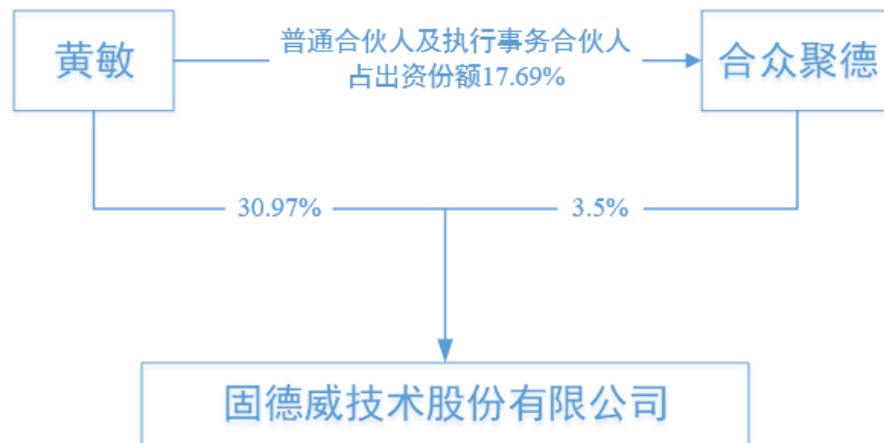 黄敏
普通合伙人及执行事务合伙人
占出资份额17.69%
合众聚德
30.97%
3.5%
固德威技术股份有限公司